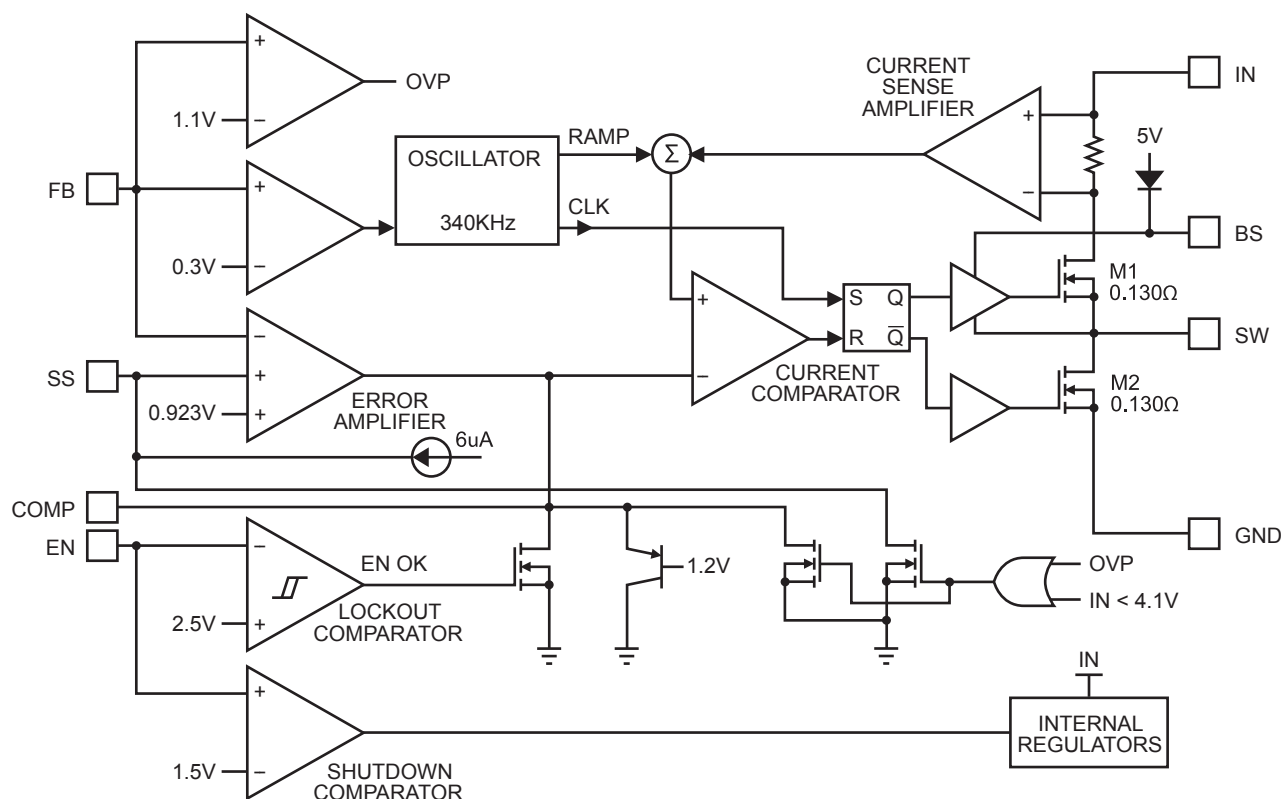 +
OVP
1.1V
−
CURRENT
SENSE
AMPLIFIER
IN
+
−
5V
RAMP
Σ
OSCILLATOR
340KHz
CLK
FB
+
0.3V
−
BS
M1
0.130Ω
S Q
R Q̅
+
−
CURRENT
COMPARATOR
SW
M2
0.130Ω
−
SS
+
0.923V
+
ERROR
AMPLIFIER
6uA
COMP
EN
−
EN OK
2.5V
+
LOCKOUT
COMPARATOR
1.2V
OVP
IN < 4.1V
GND
+
1.5V
−
SHUTDOWN
COMPARATOR
IN
INTERNAL
REGULATORS